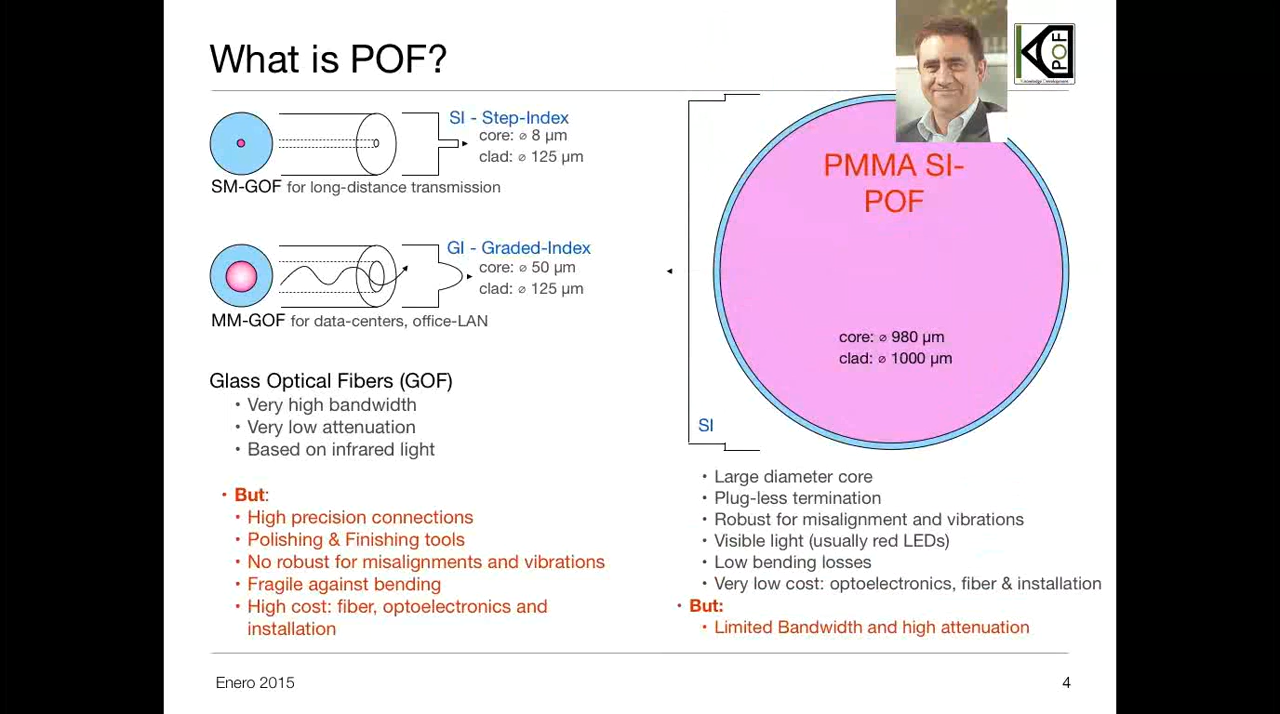 What is POF?
POF
Knowledge Development
SI - Step-Index
core: ⌀ 8 µm
clad: ⌀ 125 µm
SM-GOF for long-distance transmission
GI - Graded-Index
core: ⌀ 50 µm
clad: ⌀ 125 µm
MM-GOF for data-centers, office-LAN
Glass Optical Fibers (GOF)
• Very high bandwidth
• Very low attenuation
• Based on infrared light
• But:
• High precision connections
• Polishing & Finishing tools
• No robust for misalignments and vibrations
• Fragile against bending
• High cost: fiber, optoelectronics and
installation
PMMA SI-
POF
core: ⌀ 980 µm
clad: ⌀ 1000 µm
SI
• Large diameter core
• Plug-less termination
• Robust for misalignment and vibrations
• Visible light (usually red LEDs)
• Low bending losses
• Very low cost: optoelectronics, fiber & installation
• But:
• Limited Bandwidth and high attenuation
Enero 2015
4